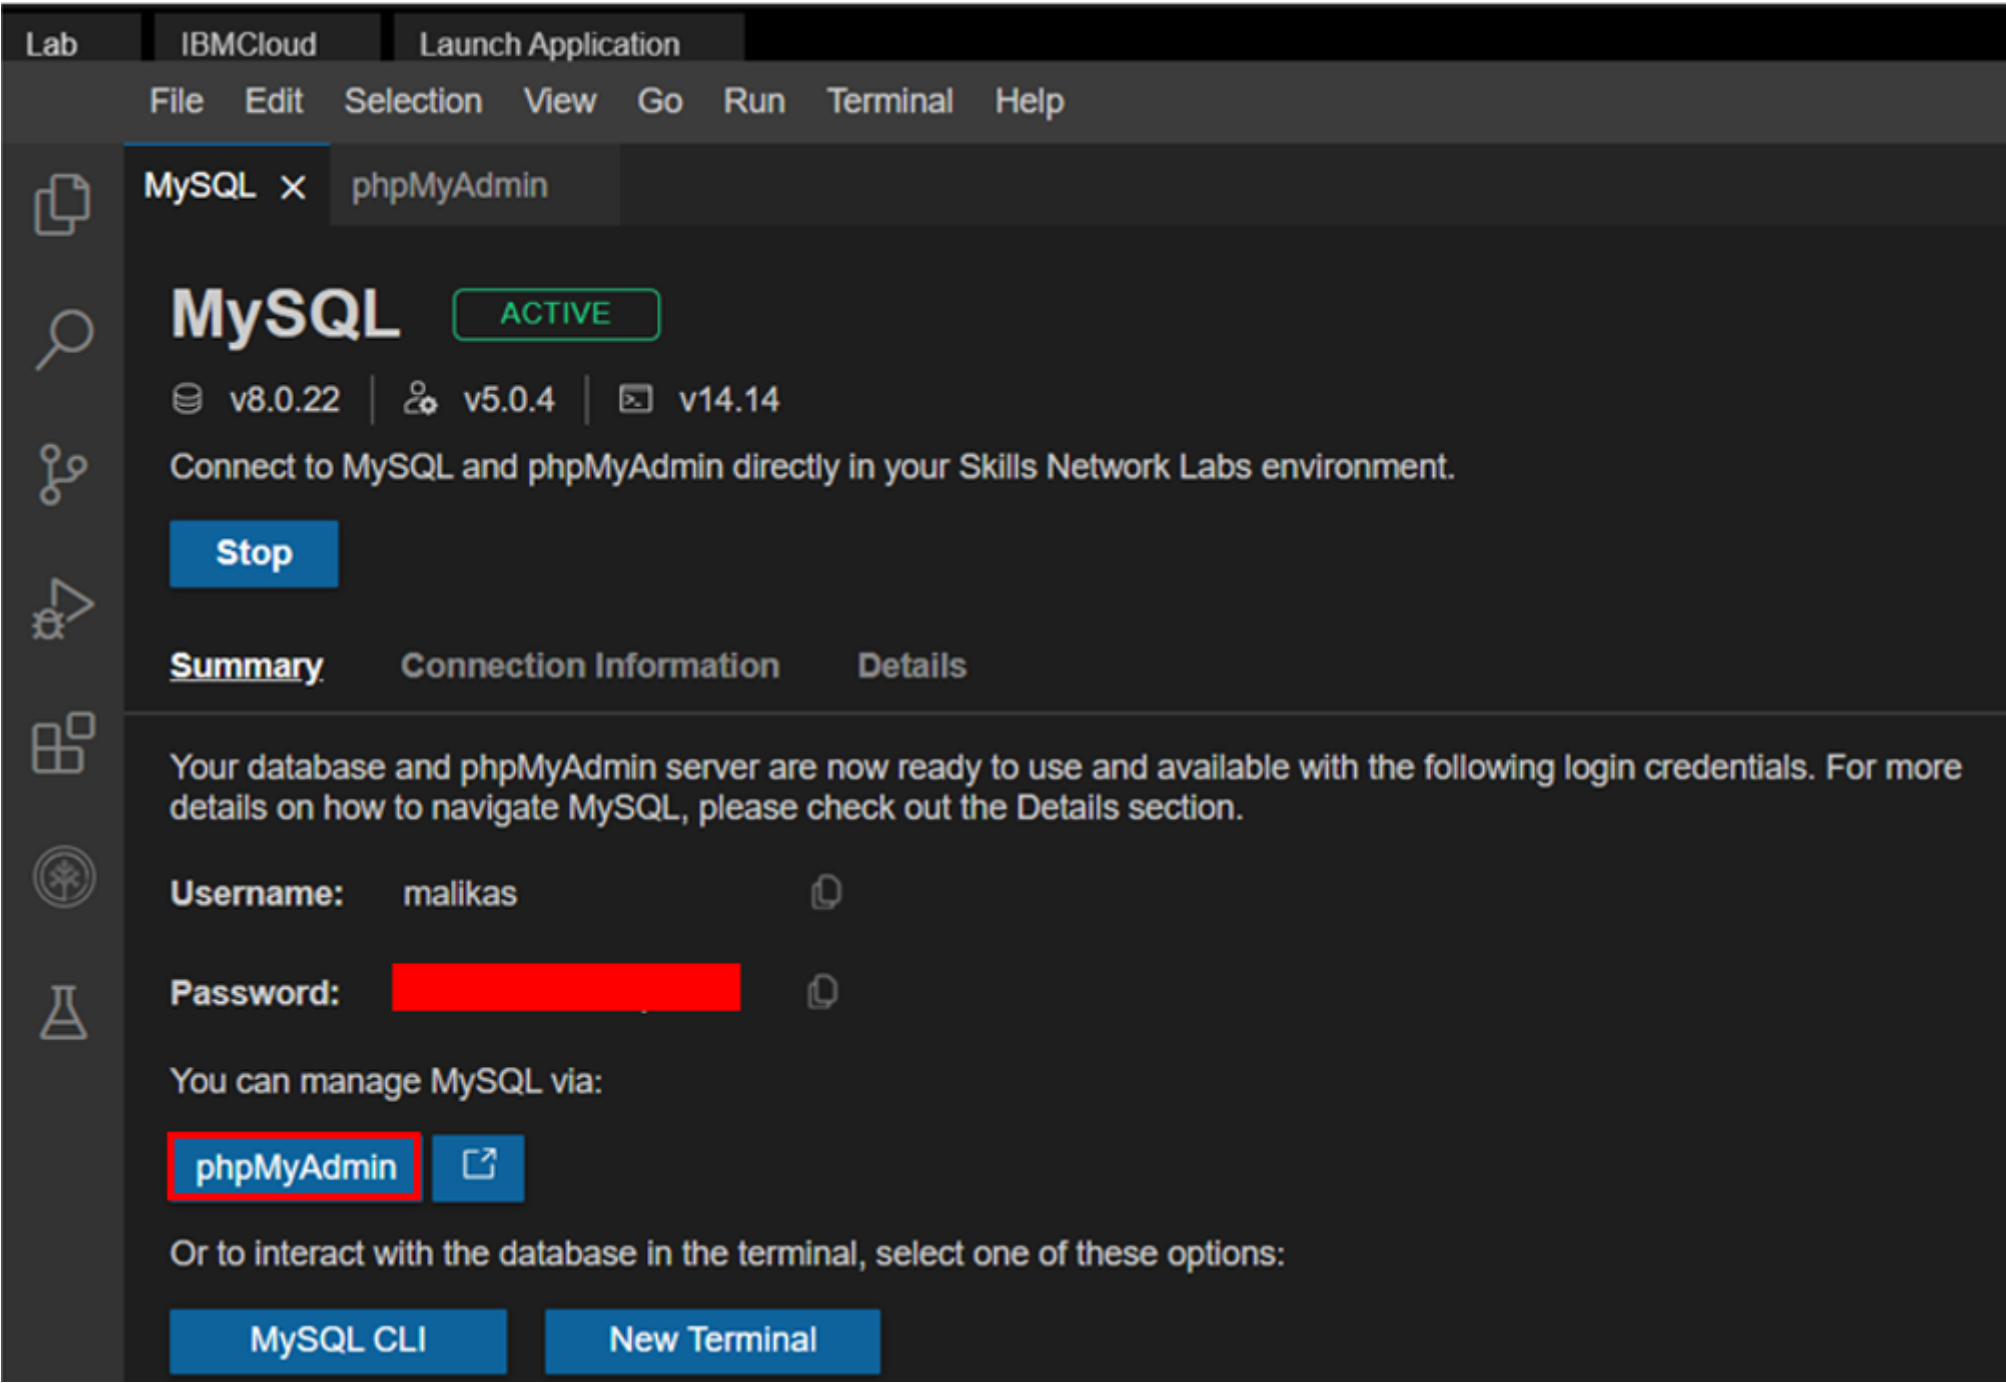 Lab IBMCloud Launch Application
File Edit Selection View Go Run Terminal Help
MySQL phpMyAdmin
MySQL ACTIVE
v8.0.22 v5.0.4 v14.14
Connect to MySQL and phpMyAdmin directly in your Skills Network Labs environment.
Stop
Summary Connection Information Details
Your database and phpMyAdmin server are now ready to use and available with the following login credentials. For more
details on how to navigate MySQL, please check out the Details section.
Username: malikas
Password:
You can manage MySQL via:
phpMyAdmin
Or to interact with the database in the terminal, select one of these options:
MySQL CLI New Terminal